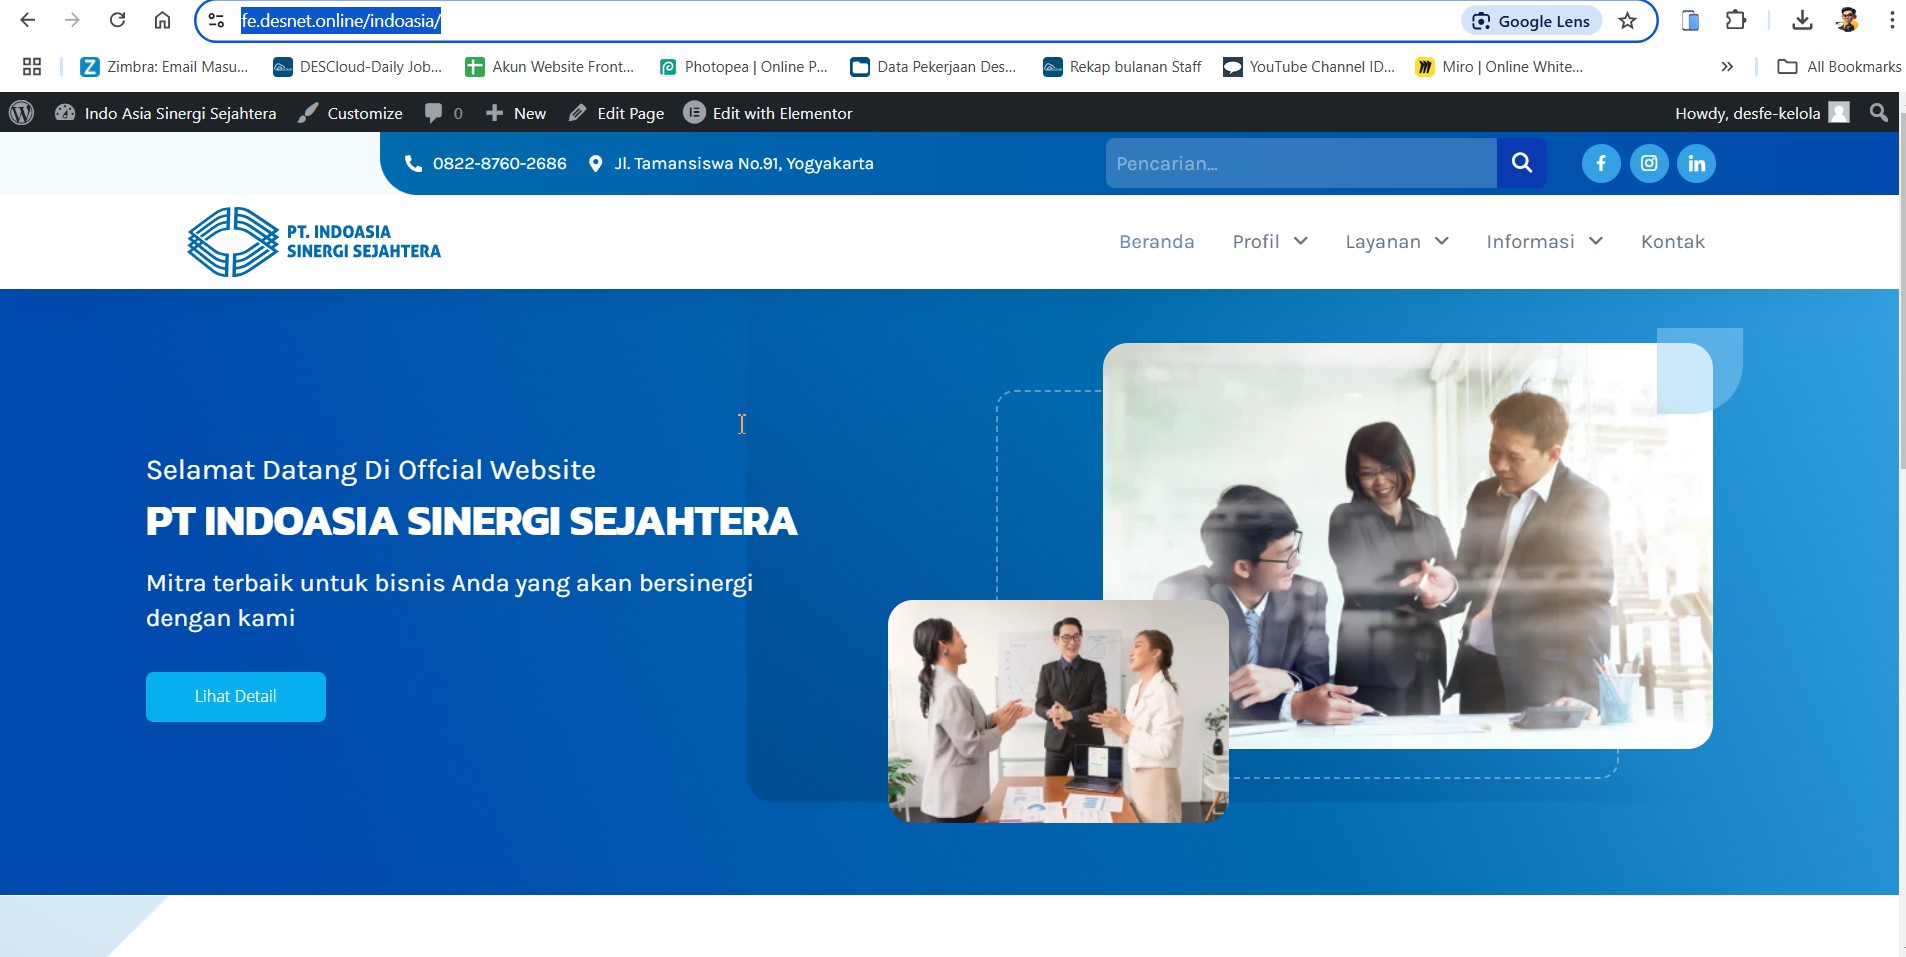 fe.desnet.online/indoasia/
Google Lens
Zimbra: Email Masu...
DESCloud-Daily Job...
Akun Website Front...
Photopea | Online P...
Data Pekerjaan Des...
Rekap bulanan Staff
YouTube Channel ID...
Miro | Online White...
All Bookmarks
Indo Asia Sinergi Sejahtera
Customize
0
New
Edit Page
Edit with Elementor
Howdy, desfe-kelola
0822-8760-2686
Jl. Tamansiswa No.91, Yogyakarta
Pencarian...
PT. INDOASIA
SINERGI SEJAHTERA
Beranda
Profil
Layanan
Informasi
Kontak
Selamat Datang Di Offcial Website
PT INDOASIA SINERGI SEJAHTERA
Mitra terbaik untuk bisnis Anda yang akan bersinergi
dengan kami
Lihat Detail